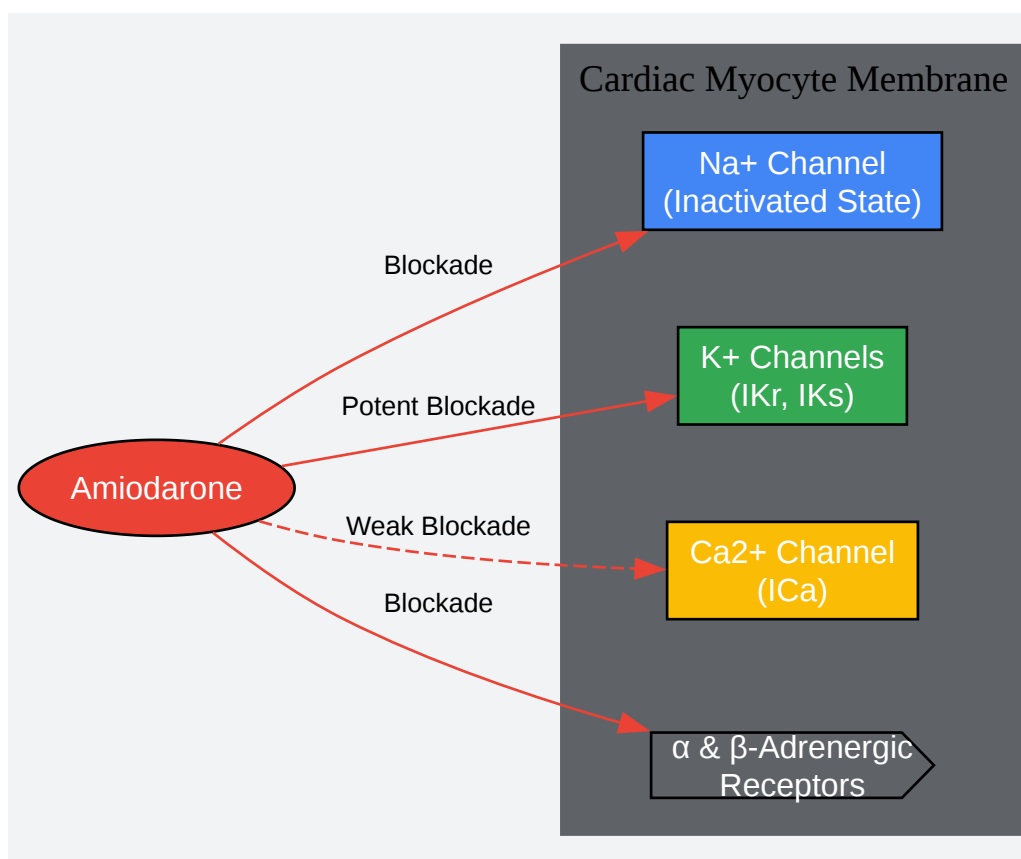 Cardiac Myocyte Membrane
Na+ Channel
(Inactivated State)
Blockade
K+ Channels
(IKr, IKs)
Potent Blockade
Amiodarone
Weak Blockade
Ca2+ Channel
(ICa)
Blockade
α & β-Adrenergic
Receptors